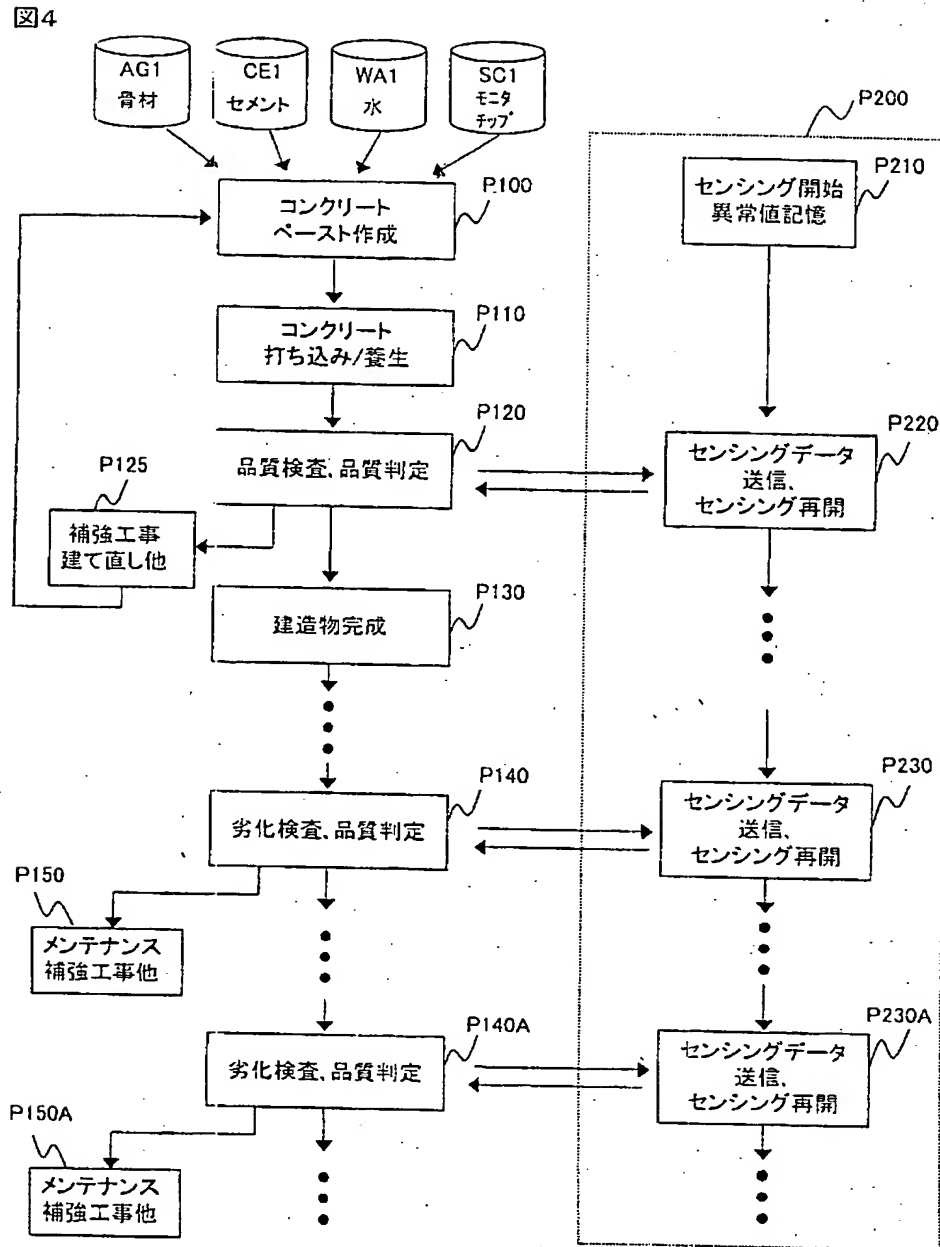 図4
AG1
骨材
CE1
セメント
WA1
水
SC1
モニタ
チップ
P200
P100
コンクリート
ペースト作成
P210
センシング開始
異常値記憶
P110
コンクリート
打ち込み/養生
P120
品質検査、品質判定
P220
センシングデータ
送信、
センシング再開
P125
補強工事
建て直し他
P130
建造物完成
P140
劣化検査、品質判定
P230
センシングデータ
送信、
センシング再開
P150
メンテナンス
補強工事他
P140A
劣化検査、品質判定
P230A
センシングデータ
送信、
センシング再開
P150A
メンテナンス
補強工事他